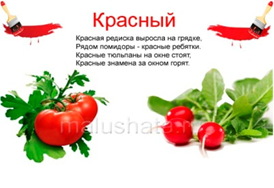 Красный
Красная редиска выросла на грядке,
Рядом помидоры - красные ребятки.
Красные тюльпаны на окне стоят,
Красные знамена за окном горят.